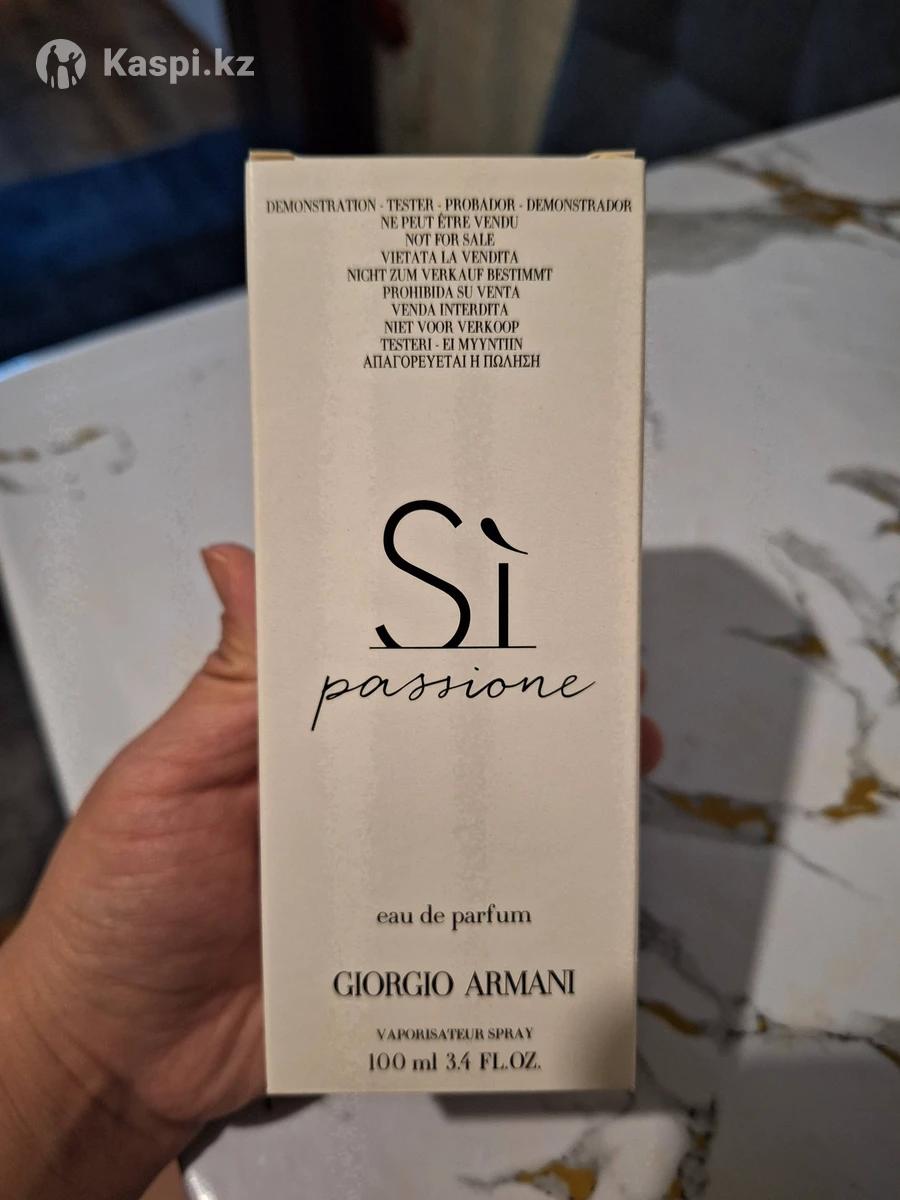 Kaspi.kz
DEMONSTRATION - TESTER - PROBADOR - DEMONSTRADOR
NE PEUT ÊTRE VENDU
NOT FOR SALE
VIETATA LA VENDITA
NICHT ZUM VERKAUF BESTIMMT
PROHIBIDA SU VENTA
VENDA INTERDITA
NIET VOOR VERKOOP
TESTERI - EI MYYNTIIN
ΑΠΑΓΟΡΕΥΕΤΑΙ Η ΠΩΛΗΣΗ
Sì
passione
eau de parfum
GIORGIO ARMANI
VAPORISATEUR SPRAY
100 ml 3.4 FL.OZ.